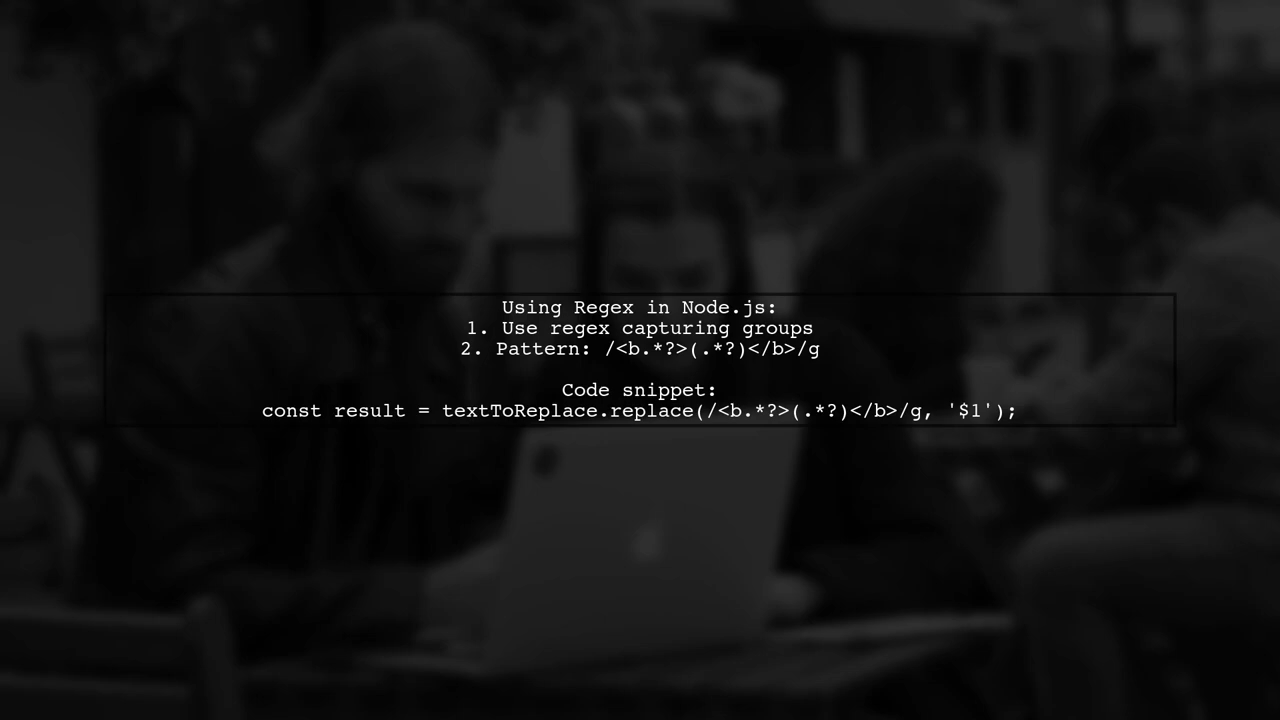 Using Regex in Node.js:
1. Use regex capturing groups
2. Pattern: /<b.*?>(.*?)</b>/g
Code snippet:
const result = textToReplace.replace(/<b.*?>(.*?)</b>/g, '$1');